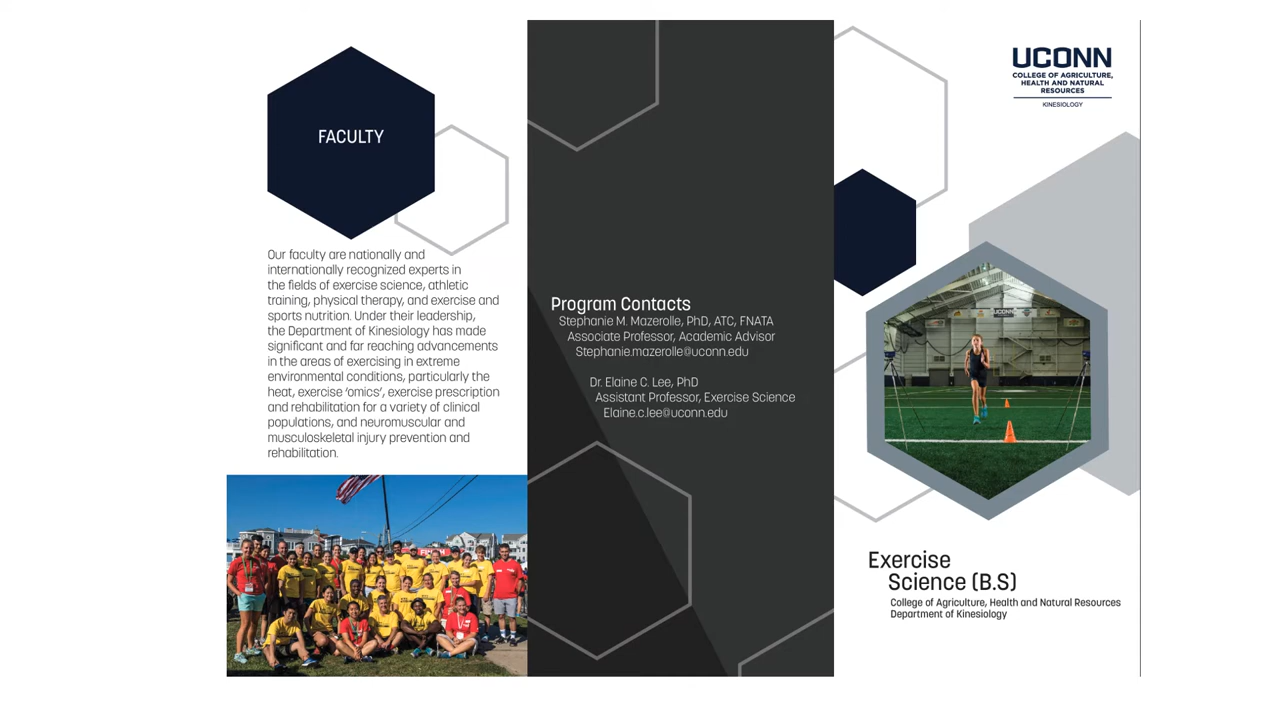 FACULTY
Our faculty are nationally and
internationally recognized experts in
the fields of exercise science, athletic
training, physical therapy, and exercise and
sports nutrition. Under their leadership,
the Department of Kinesiology has made
significant and far reaching advancements
in the areas of exercising in extreme
environmental conditions, particularly the
heat, exercise ‘omics’, exercise prescription
and rehabilitation for a variety of clinical
populations, and neuromuscular and
musculoskeletal injury prevention and
rehabilitation.
FINISH
Program Contacts
Stephanie M. Mazerolle, PhD, ATC, FNATA
Associate Professor, Academic Advisor
Stephanie.mazerolle@uconn.edu
Dr. Elaine C. Lee, PhD
Assistant Professor, Exercise Science
Elaine.c.lee@uconn.edu
UCONN
COLLEGE OF AGRICULTURE,
HEALTH AND NATURAL
RESOURCES
KINESIOLOGY
UCONN
Exercise
Science (B.S)
College of Agriculture, Health and Natural Resources
Department of Kinesiology